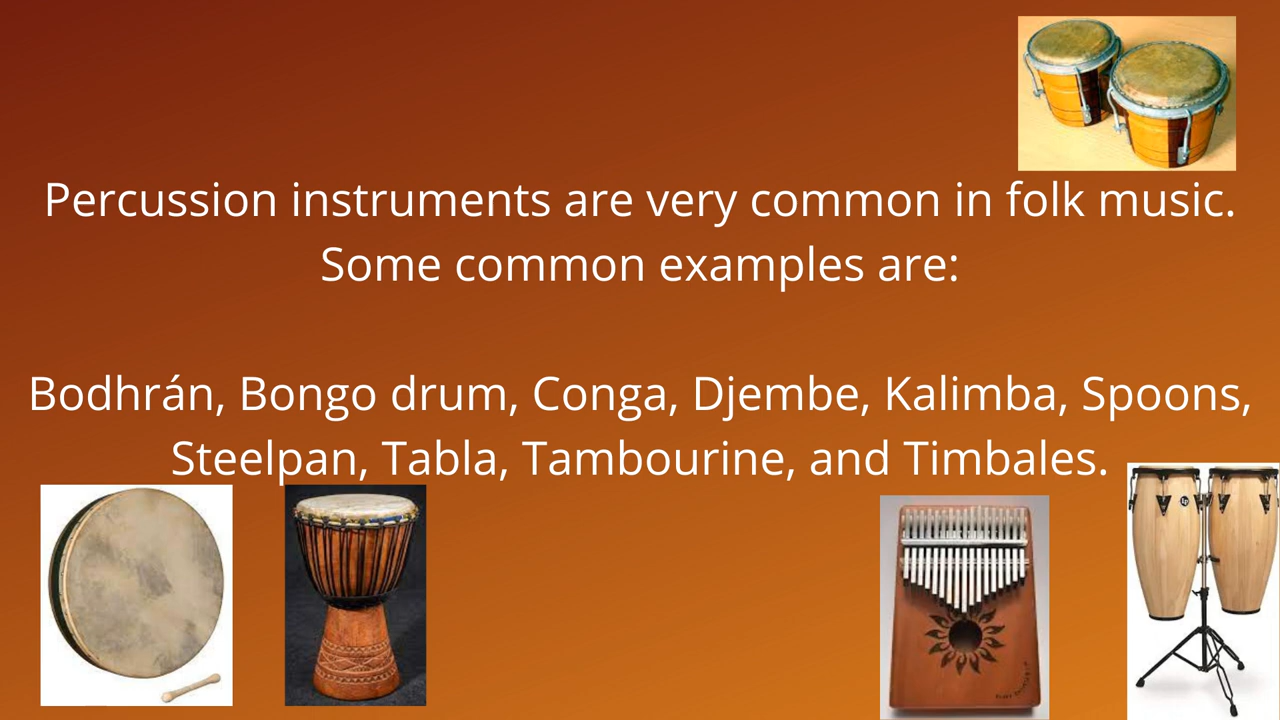 Percussion instruments are very common in folk music.
Some common examples are:
Bodhrán, Bongo drum, Conga, Djembe, Kalimba, Spoons,
Steelpan, Tabla, Tambourine, and Timbales.